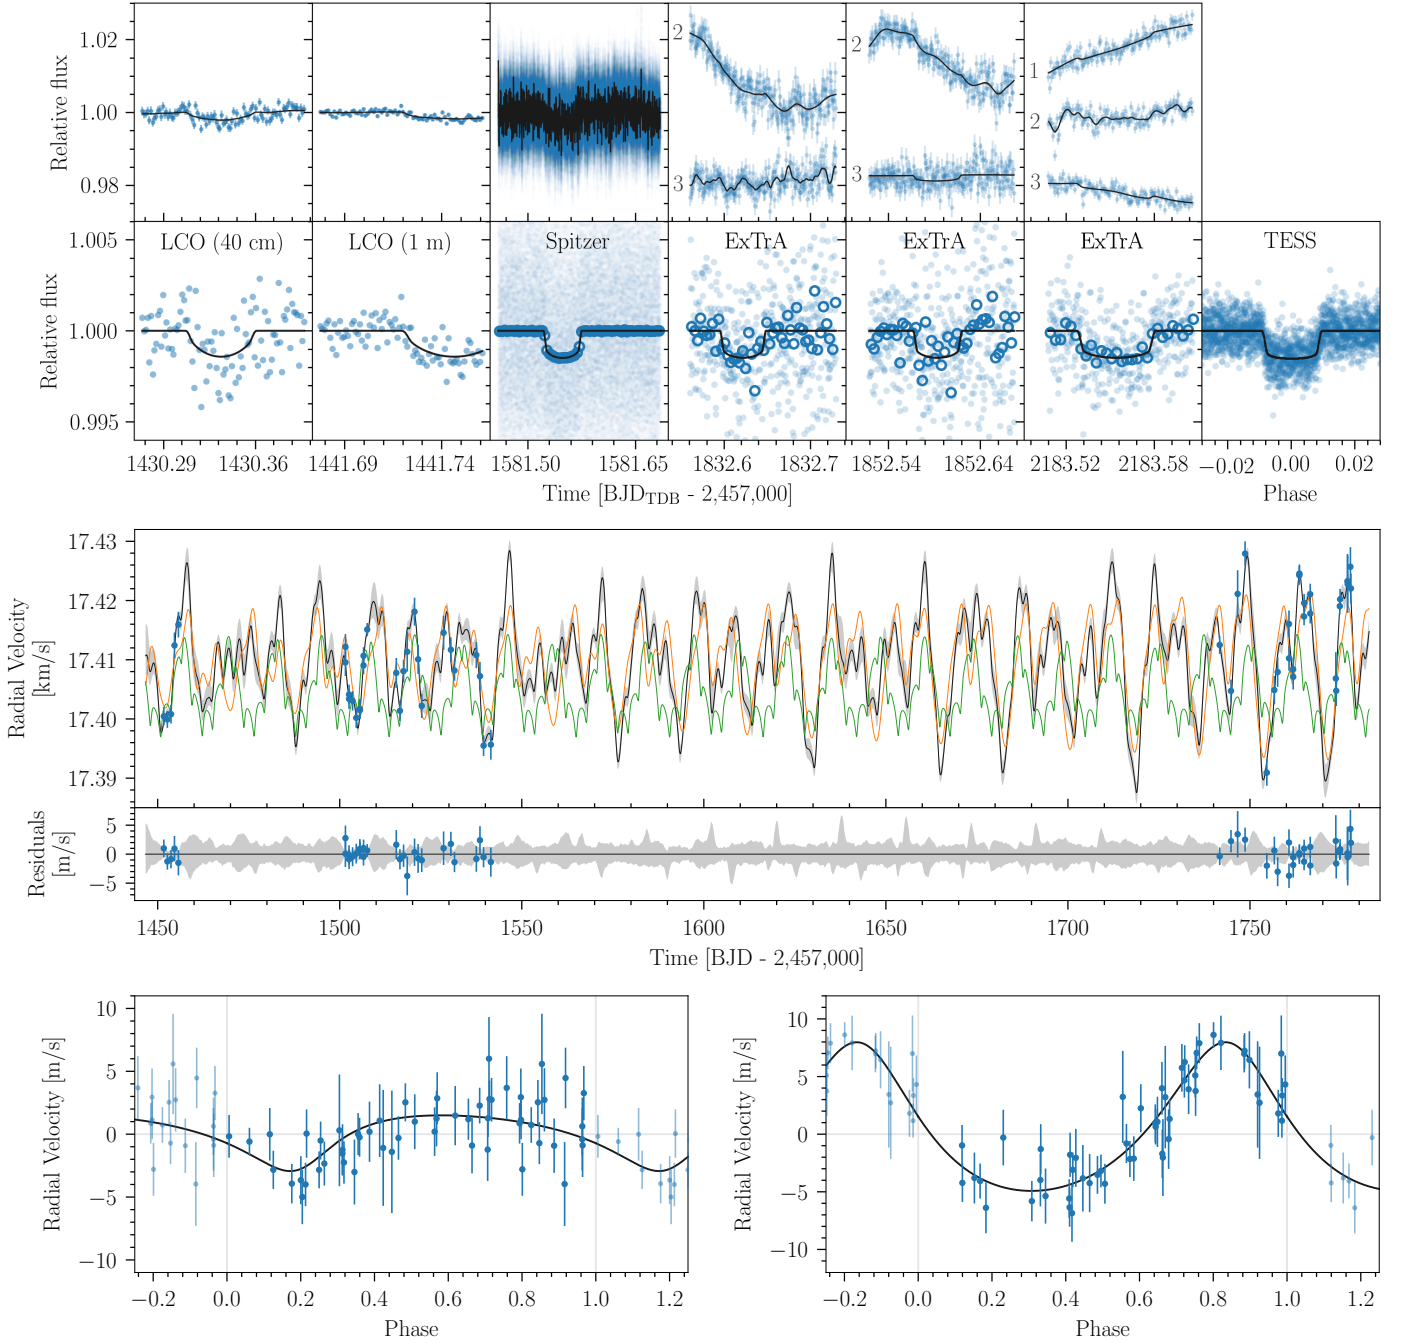 1.02
1.00
0.98
Relative flux
2
3
2
3
1
2
3
LCO (40 cm)
LCO (1 m)
Spitzer
ExTrA
ExTrA
ExTrA
TESS
1.005
1.000
0.995
Relative flux
1430.29 1430.36 1441.69 1441.74 1581.50 1581.65 1832.6 1832.7 1852.54 1852.64 2183.52 2183.58 −0.02 0.00 0.02
Time [BJD_TDB - 2,457,000]
Phase
17.43
17.42
17.41
17.40
17.39
Radial Velocity
[km/s]
5
0
−5
Residuals
[m/s]
1450 1500 1550 1600 1650 1700 1750
Time [BJD - 2,457,000]
10
5
0
−5
−10
Radial Velocity [m/s]
−0.2 0.0 0.2 0.4 0.6 0.8 1.0 1.2
Phase
10
5
0
−5
−10
Radial Velocity [m/s]
−0.2 0.0 0.2 0.4 0.6 0.8 1.0 1.2
Phase